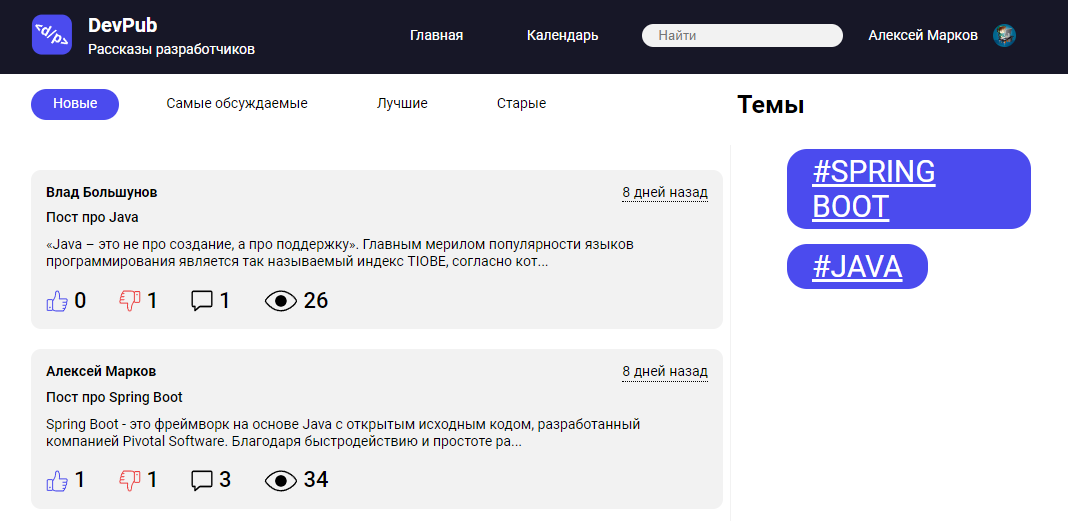 <d/p>
DevPub
Рассказы разработчиков
Главная
Календарь
Найти
Алексей Марков
Новые
Самые обсуждаемые
Лучшие
Старые
Темы
Влад Большунов
8 дней назад
Пост про Java
«Java – это не про создание, а про поддержку». Главным мерилом популярности языков
программирования является так называемый индекс TIOBE, согласно кот...
0
1
1
26
Алексей Марков
8 дней назад
Пост про Spring Boot
Spring Boot - это фреймворк на основе Java с открытым исходным кодом, разработанный
компанией Pivotal Software. Благодаря быстродействию и простоте ра...
1
1
3
34
#SPRING
BOOT
#JAVA